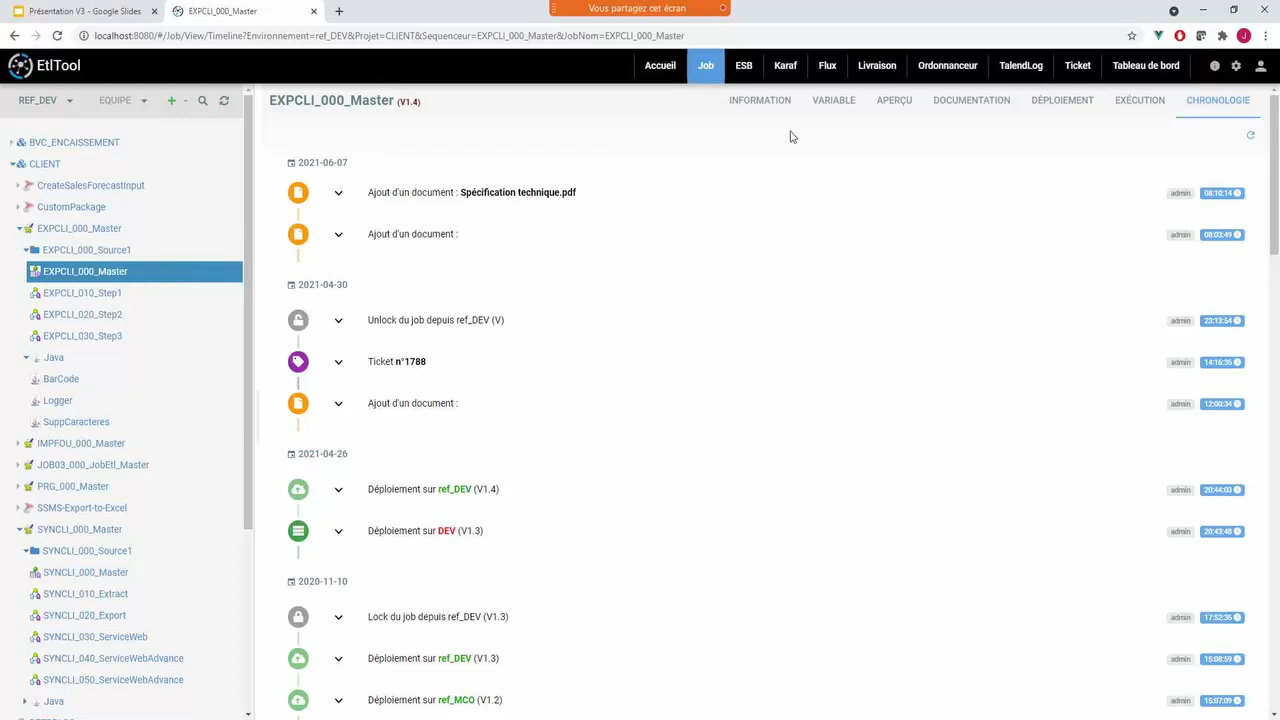 Présentation V3 - Google Slides
EXPCLI_000_Master
Vous partagez cet écran
localhost:8080/#/Job/View/Timeline?Environnement=ref_DEV&Projet=CLIENT&Sequenceur=EXPCLI_000_Master&JobNom=EXPCLI_000_Master
J
EtlTool
Accueil
Job
ESB
Karaf
Flux
Livraison
Ordonnanceur
TalendLog
Ticket
Tableau de bord
REF_DEV
EQUIPE
EXPCLI_000_Master (V1.4)
INFORMATION
VARIABLE
APERÇU
DOCUMENTATION
DÉPLOIEMENT
EXÉCUTION
CHRONOLOGIE
BVC_ENCAISSEMENT
CLIENT
CreateSalesForecastInput
CustomPackage
EXPCLI_000_Master
EXPCLI_000_Source1
EXPCLI_000_Master
EXPCLI_010_Step1
EXPCLI_020_Step2
EXPCLI_030_Step3
Java
BarCode
Logger
SuppCaracteres
IMPFOU_000_Master
JOB03_000_JobEtl_Master
PRG_000_Master
SSMS-Export-to-Excel
SYNCLI_000_Master
SYNCLI_000_Source1
SYNCLI_000_Master
SYNCLI_010_Extract
SYNCLI_020_Export
SYNCLI_030_ServiceWeb
SYNCLI_040_ServiceWebAdvance
SYNCLI_050_ServiceWebAdvance
Java
2021-06-07
Ajout d'un document : Spécification technique.pdf admin 08:10:14
Ajout d'un document : admin 08:03:49
2021-04-30
Unlock du job depuis ref_DEV (V) admin 23:13:54
Ticket n°1788 admin 14:16:35
Ajout d'un document : admin 12:00:34
2021-04-26
Déploiement sur ref_DEV (V1.4) admin 20:44:03
Déploiement sur DEV (V1.3) admin 20:43:48
2020-11-10
Lock du job depuis ref_DEV (V1.3) admin 17:52:35
Déploiement sur ref_DEV (V1.3) admin 15:08:59
Déploiement sur ref_MCO (V1.2) admin 15:07:09